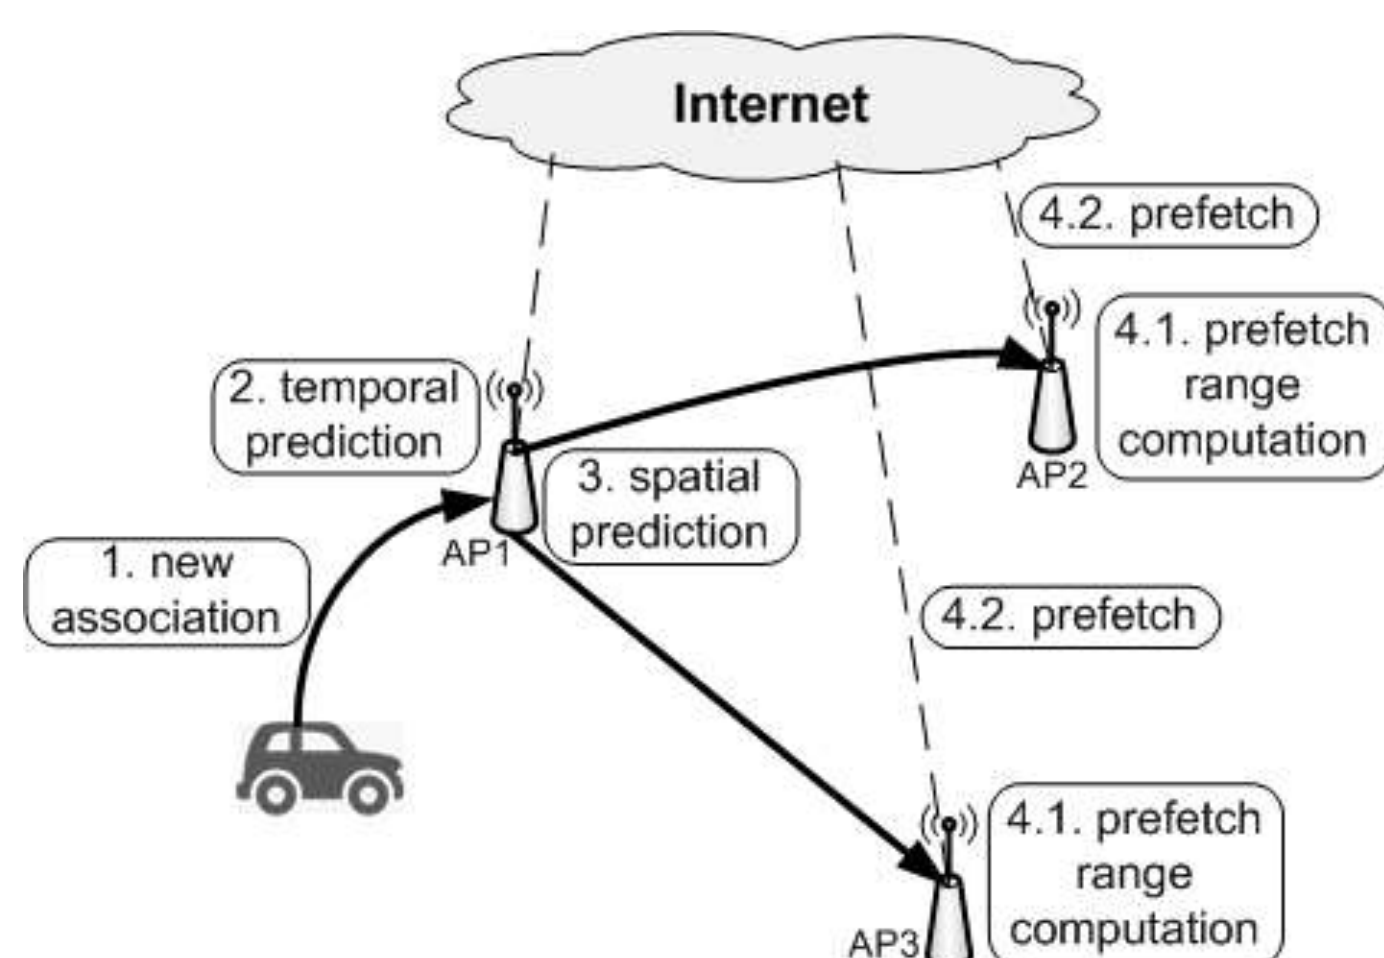 Internet
4.2. prefetch
4.1. prefetch
range
computation
AP2
2. temporal
prediction
3. spatial
prediction
AP1
1. new
association
4.2. prefetch
4.1. prefetch
range
computation
AP3